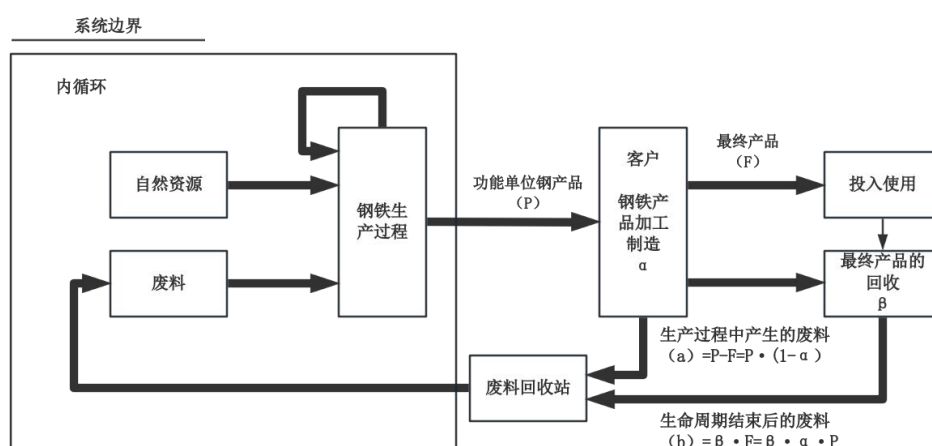 系统边界
内循环
自然资源
废料
钢铁生
产过程
功能单位钢产品
（P）
客户
钢铁产
品加工
制造
α
最终产品
（F）
投入使用
最终产品的
回收
β
生产过程中产生的废料
（a）=P-F=P·(1-α)
废料回收站
生命周期结束后的废料
（b）=β·F=β·α·P